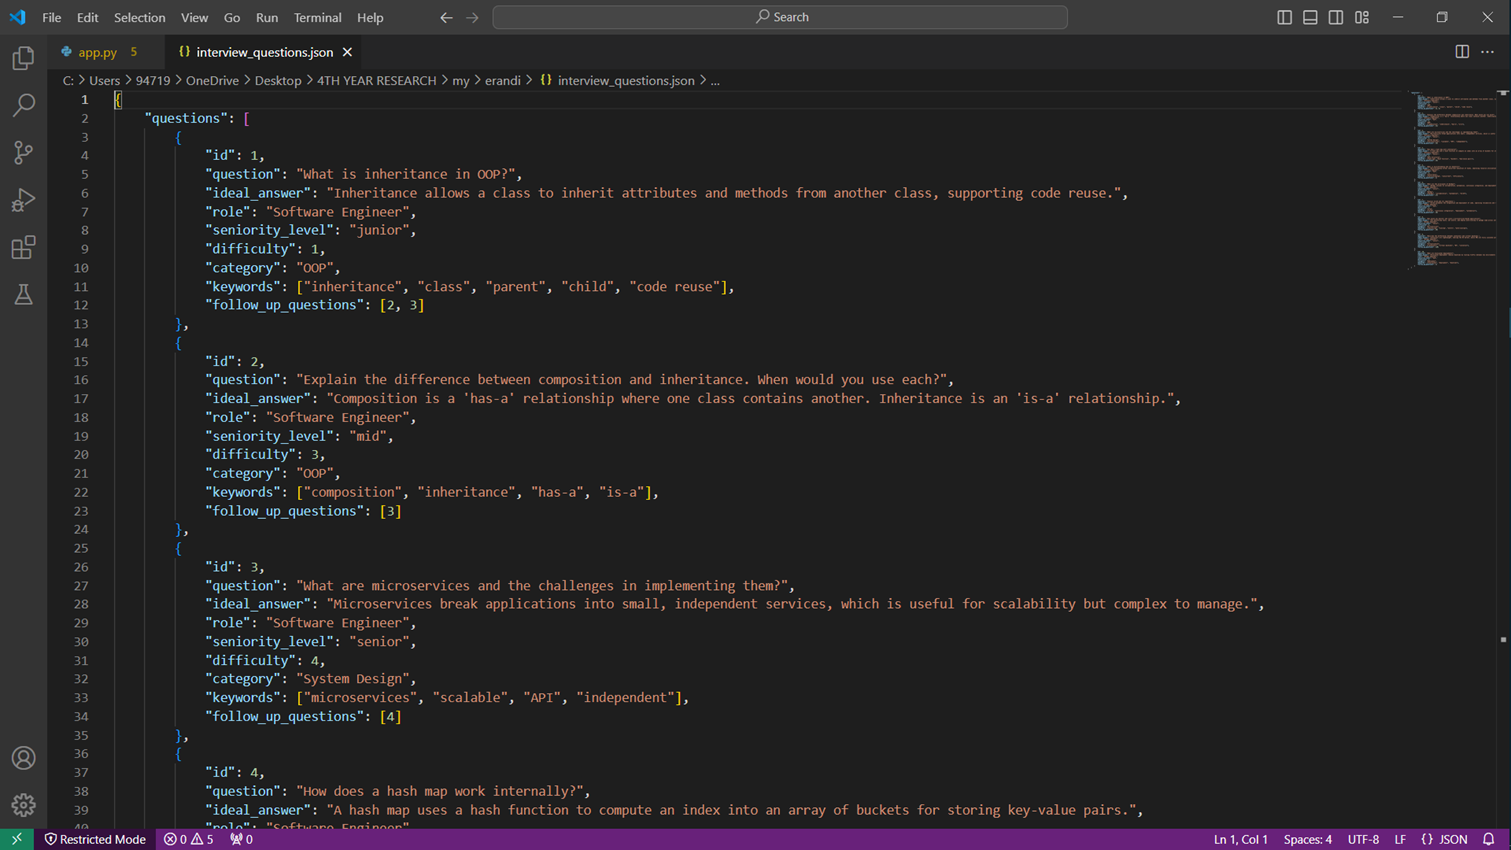 File Edit Selection View Go Run Terminal Help Search
app.py 5 interview_questions.json
C: > Users > 94719 > OneDrive > Desktop > 4TH YEAR RESEARCH > my > erandi > {} interview_questions.json > ...
1 {
2 "questions": [
3 {
4 "id": 1,
5 "question": "What is inheritance in OOP?",
6 "ideal_answer": "Inheritance allows a class to inherit attributes and methods from another class, supporting code reuse.",
7 "role": "Software Engineer",
8 "seniority_level": "junior",
9 "difficulty": 1,
10 "category": "OOP",
11 "keywords": ["inheritance", "class", "parent", "child", "code reuse"],
12 "follow_up_questions": [2, 3]
13 },
14 {
15 "id": 2,
16 "question": "Explain the difference between composition and inheritance. When would you use each?",
17 "ideal_answer": "Composition is a 'has-a' relationship where one class contains another. Inheritance is an 'is-a' relationship.",
18 "role": "Software Engineer",
19 "seniority_level": "mid",
20 "difficulty": 3,
21 "category": "OOP",
22 "keywords": ["composition", "inheritance", "has-a", "is-a"],
23 "follow_up_questions": [3]
24 },
25 {
26 "id": 3,
27 "question": "What are microservices and the challenges in implementing them?",
28 "ideal_answer": "Microservices break applications into small, independent services, which is useful for scalability but complex to manage.",
29 "role": "Software Engineer",
30 "seniority_level": "senior",
31 "difficulty": 4,
32 "category": "System Design",
33 "keywords": ["microservices", "scalable", "API", "independent"],
34 "follow_up_questions": [4]
35 },
36 {
37 "id": 4,
38 "question": "How does a hash map work internally?",
39 "ideal_answer": "A hash map uses a hash function to compute an index into an array of buckets for storing key-value pairs.",
40 "role": "Software Engineer"
Restricted Mode 0 5 0 Ln 1, Col 1 Spaces: 4 UTF-8 LF {} JSON